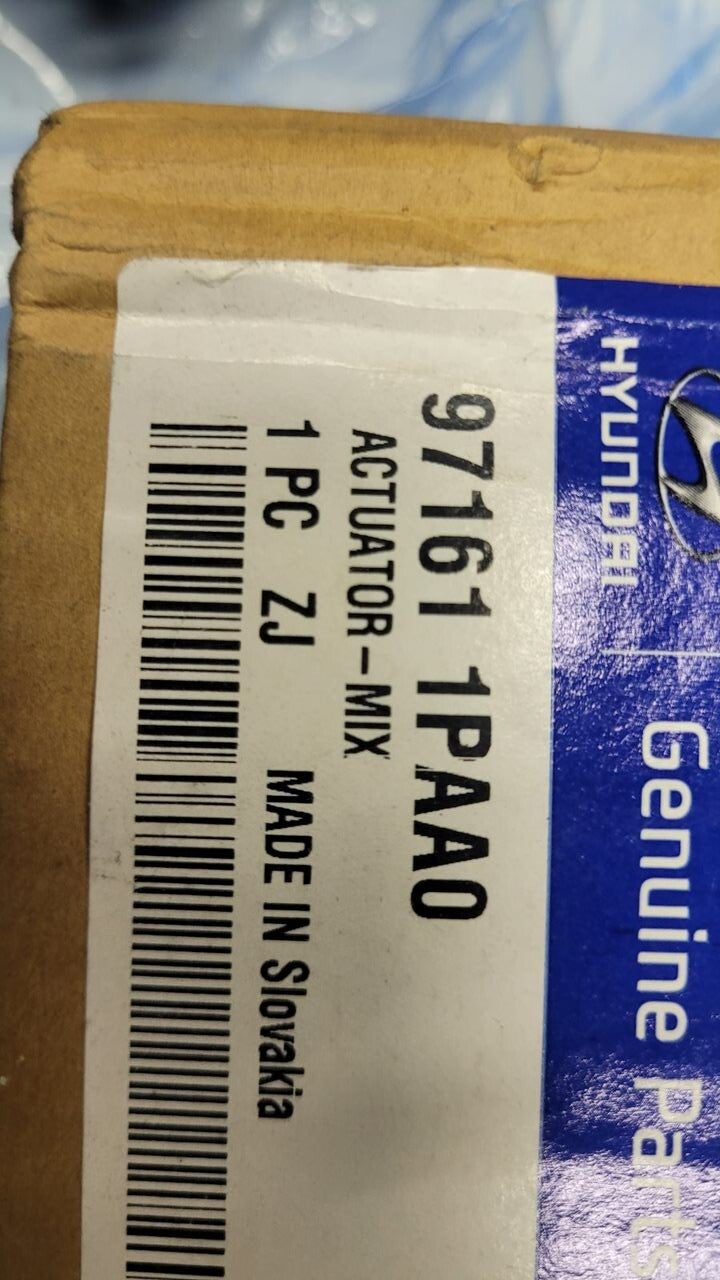 HYUNDAI
Genuine Parts
97161 1PAA0
ACTUATOR-MIX
1 PC ZJ MADE IN Slovakia